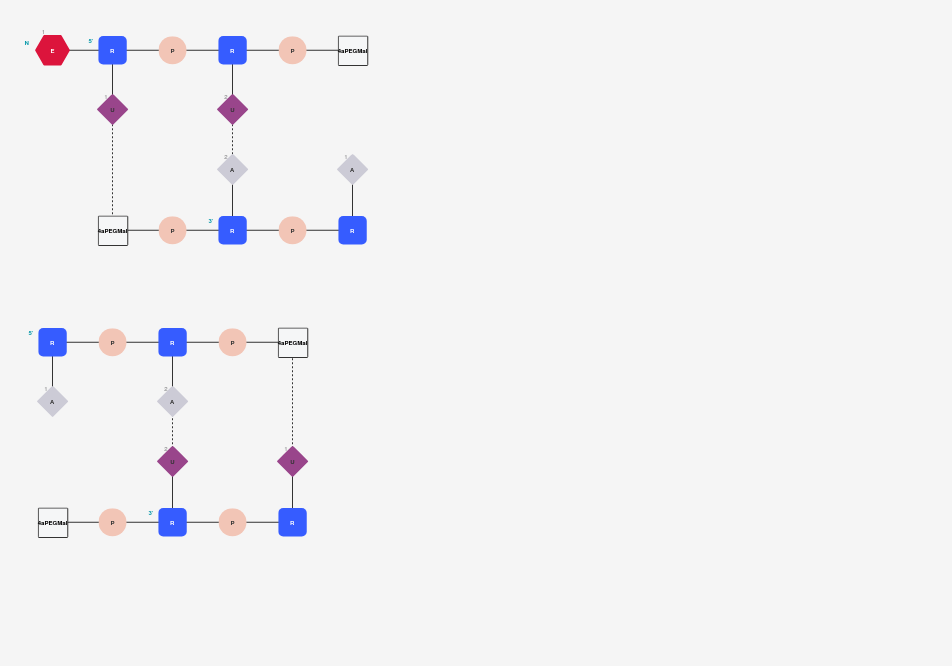 N 1 E 5' R P R P 4aPEGMal
1 U 2 U
2 A 1 A
4aPEGMal P 3' R P R
5' R P R P 4aPEGMal
1 A 2 A
2 U 1 U
4aPEGMal P 3' R P R